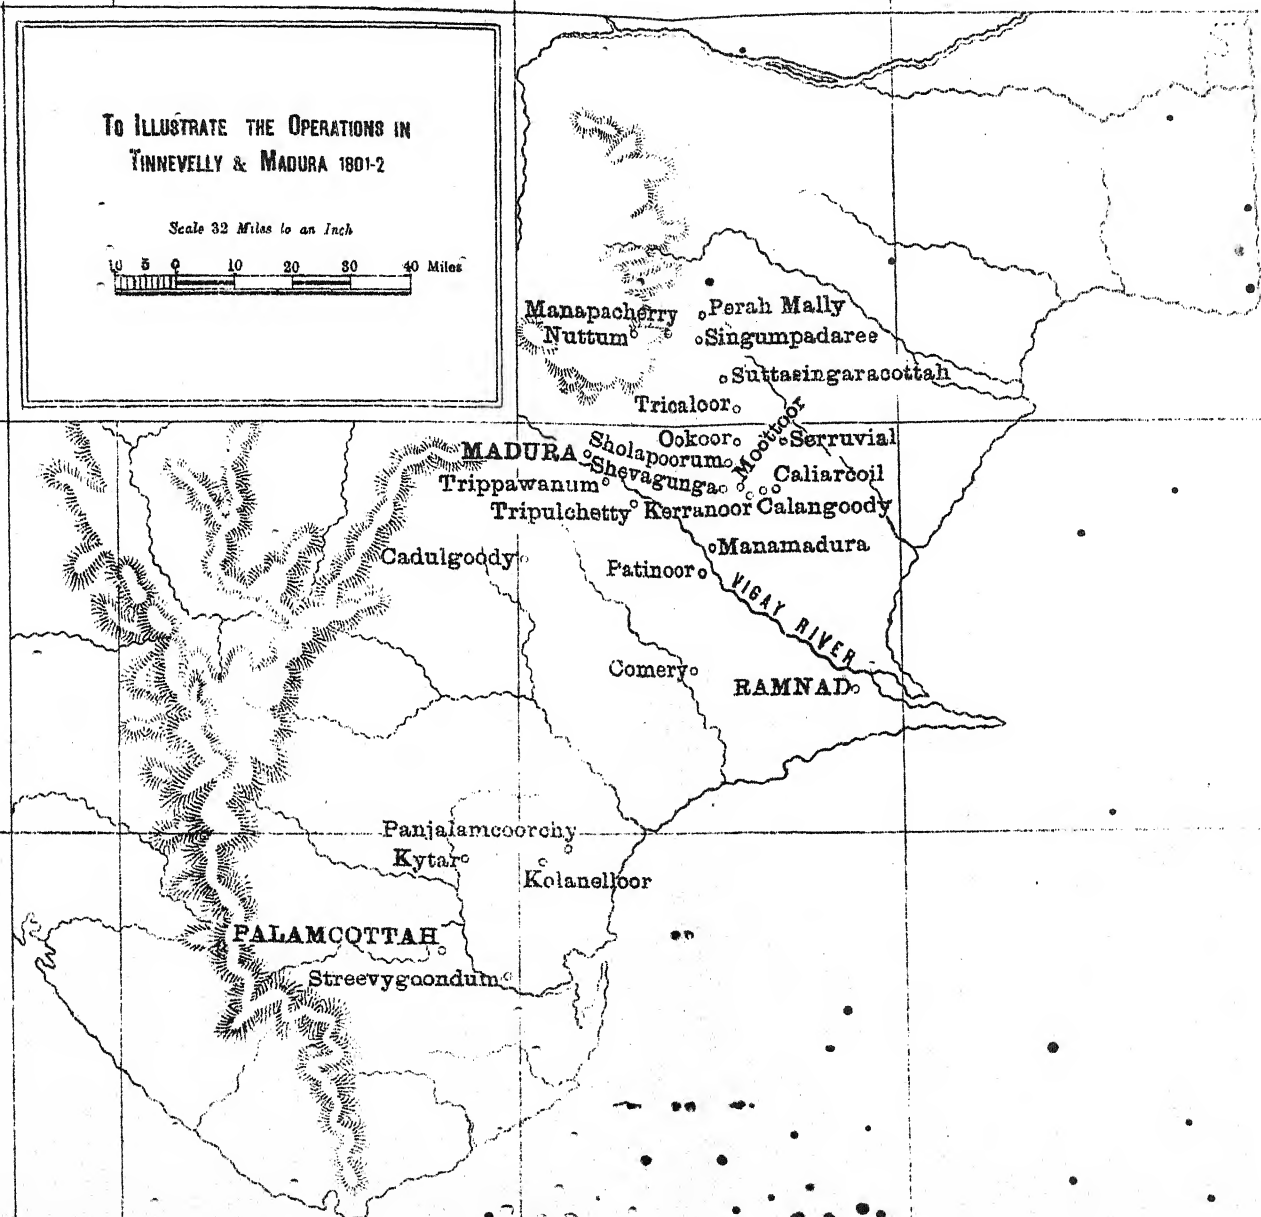 TO ILLUSTRATE THE OPERATIONS IN
TINNEVELLY & MADURA 1801-2
Scale 32 Miles to an Inch
10 5 0 10 20 30 40 Miles
Manapacherry
Perah Mally
Nuttum
Singumpadaree
Suttasingaracottah
Tricaloor
Moottoor
Ookoor
Serruvial
MADURA
Sholapoorum
Shevagunga
Caliarcoil
Trippawanum
Tripulchetty
Kerranoor
Calangoody
Manamadura
Cadulgoody
Patinoor
VIGAY RIVER
Comery
RAMNAD
Panjalamcoorchy
Kytar
Kolanelloor
PALAMCOTTAH
Streevygoondum